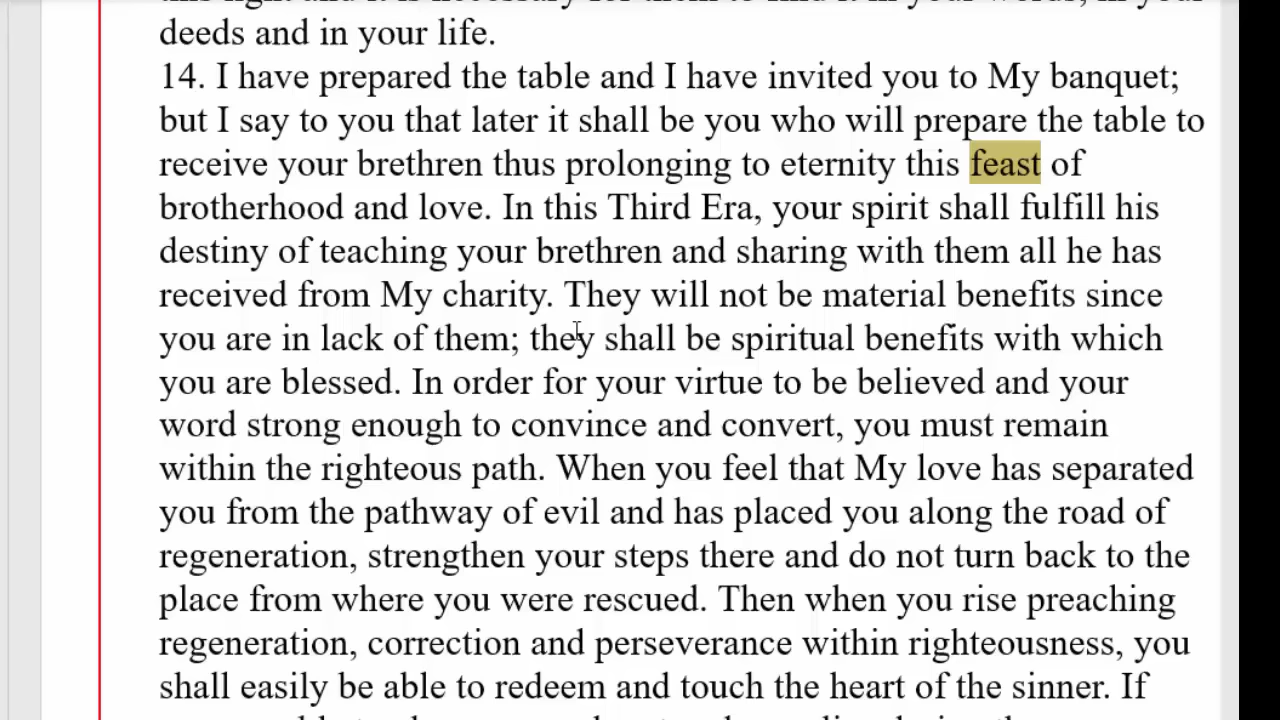 deeds and in your life.
14. I have prepared the table and I have invited you to My banquet;
but I say to you that later it shall be you who will prepare the table to
receive your brethren thus prolonging to eternity this feast of
brotherhood and love. In this Third Era, your spirit shall fulfill his
destiny of teaching your brethren and sharing with them all he has
received from My charity. They will not be material benefits since
you are in lack of them; they shall be spiritual benefits with which
you are blessed. In order for your virtue to be believed and your
word strong enough to convince and convert, you must remain
within the righteous path. When you feel that My love has separated
you from the pathway of evil and has placed you along the road of
regeneration, strengthen your steps there and do not turn back to the
place from where you were rescued. Then when you rise preaching
regeneration, correction and perseverance within righteousness, you
shall easily be able to redeem and touch the heart of the sinner. If